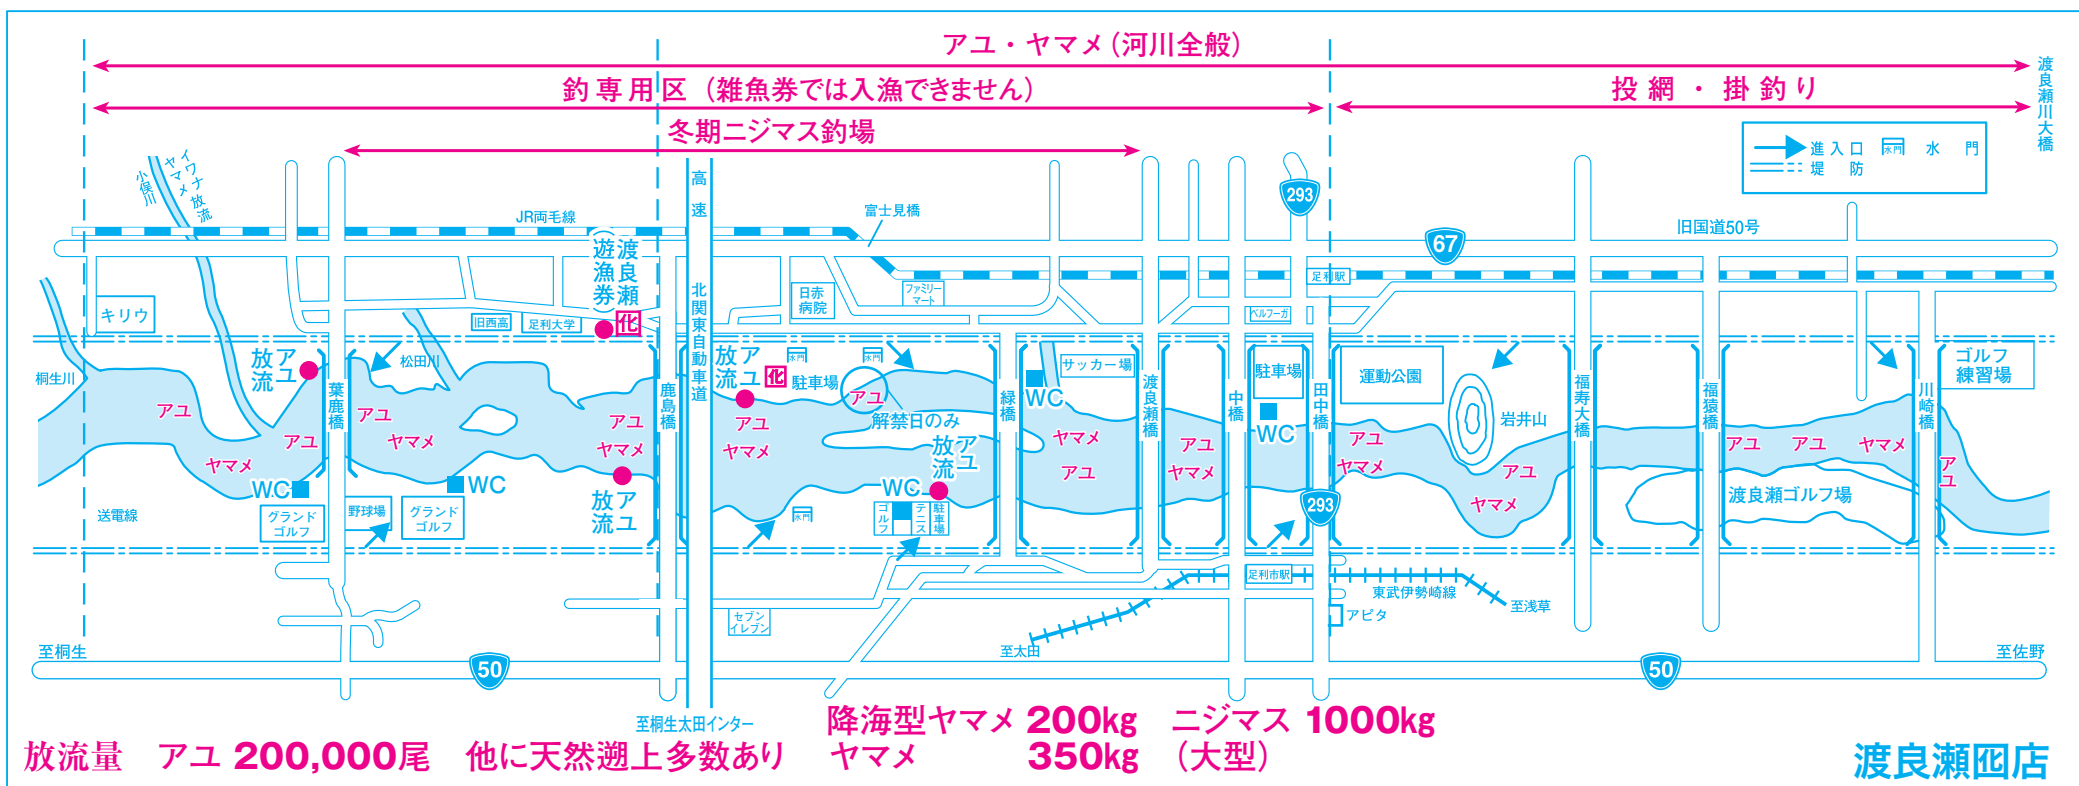 アユ・ヤマメ(河川全般)
釣専用区(雑魚券では入漁できません)
投網・掛釣り
冬期ニジマス釣場
渡良瀬川大橋
進入口
水門
水門
堤防
イワナ放流
ヤマメ
小俣川
高速
北関東自動車道
293
JR両毛線
富士見橋
旧国道50号
67
渡良瀬
遊漁券
足利駅
キリウ
日赤
病院
ファミリー
マート
旧西高
足利大学
囮
ベルフーガ
桐生川
アユ
放流
松田川
葉鹿橋
鹿島橋
アユ
放流
囮
水門
駐車場
水門
アユ
解禁日のみ
緑橋
WC
サッカー場
渡良瀬橋
中橋
駐車場
WC
田中橋
運動公園
岩井山
福寿大橋
福猿橋
川崎橋
ゴルフ
練習場
アユ
ヤマメ
アユ
アユ
ヤマメ
アユ
ヤマメ
アユ
ヤマメ
アユ
放流
ヤマメ
アユ
アユ
ヤマメ
アユ
ヤマメ
アユ
ヤマメ
アユ
アユ
ヤマメ
アユ
渡良瀬ゴルフ場
送電線
WC
グランド
ゴルフ
野球場
グランド
ゴルフ
WC
アユ
放流
水門
WC
ゴルフ
テニス
駐車場
293
足利市駅
東武伊勢崎線
至浅草
アピタ
セブン
イレブン
至太田
至桐生
50
50
至佐野
至桐生太田インター
降海型ヤマメ 200kg ニジマス 1000kg
放流量 アユ 200,000尾 他に天然遡上多数あり ヤマメ 350kg (大型)
渡良瀬囮店